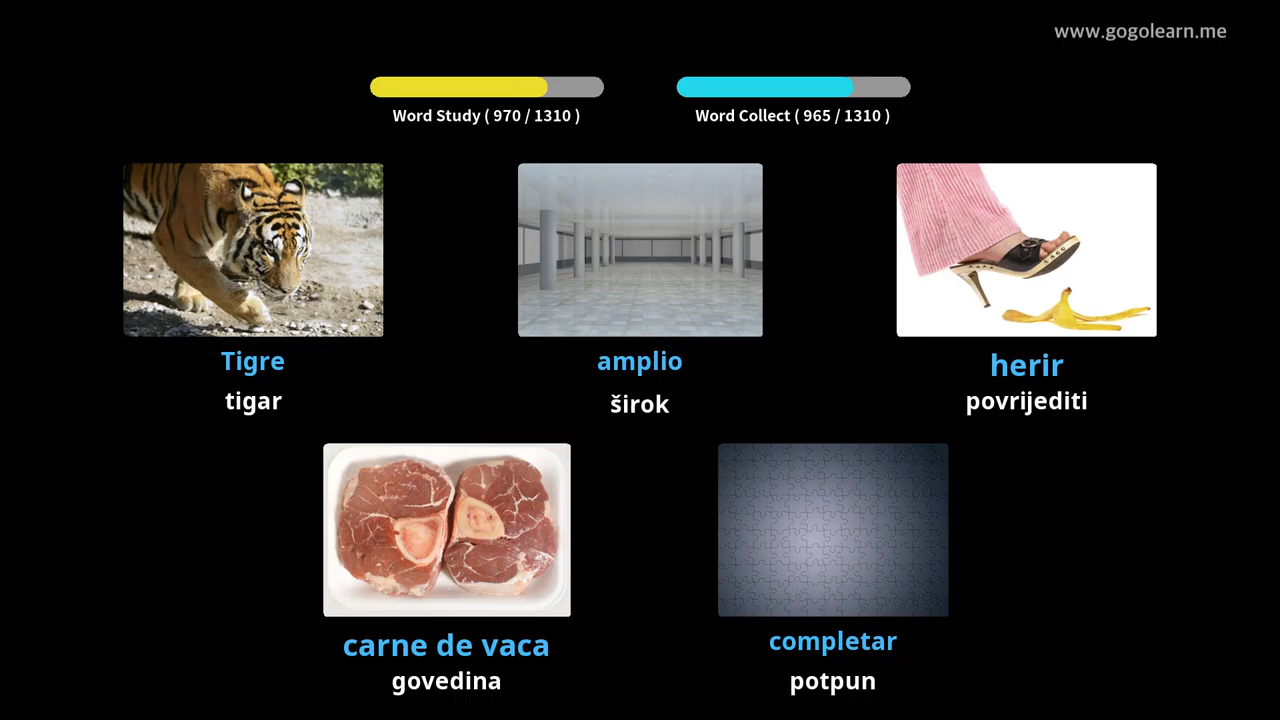 www.gogolearn.me
Word Study ( 970 / 1310 )
Word Collect ( 965 / 1310 )
Tigre
tigar
amplio
širok
herir
povrijediti
carne de vaca
govedina
completar
potpun